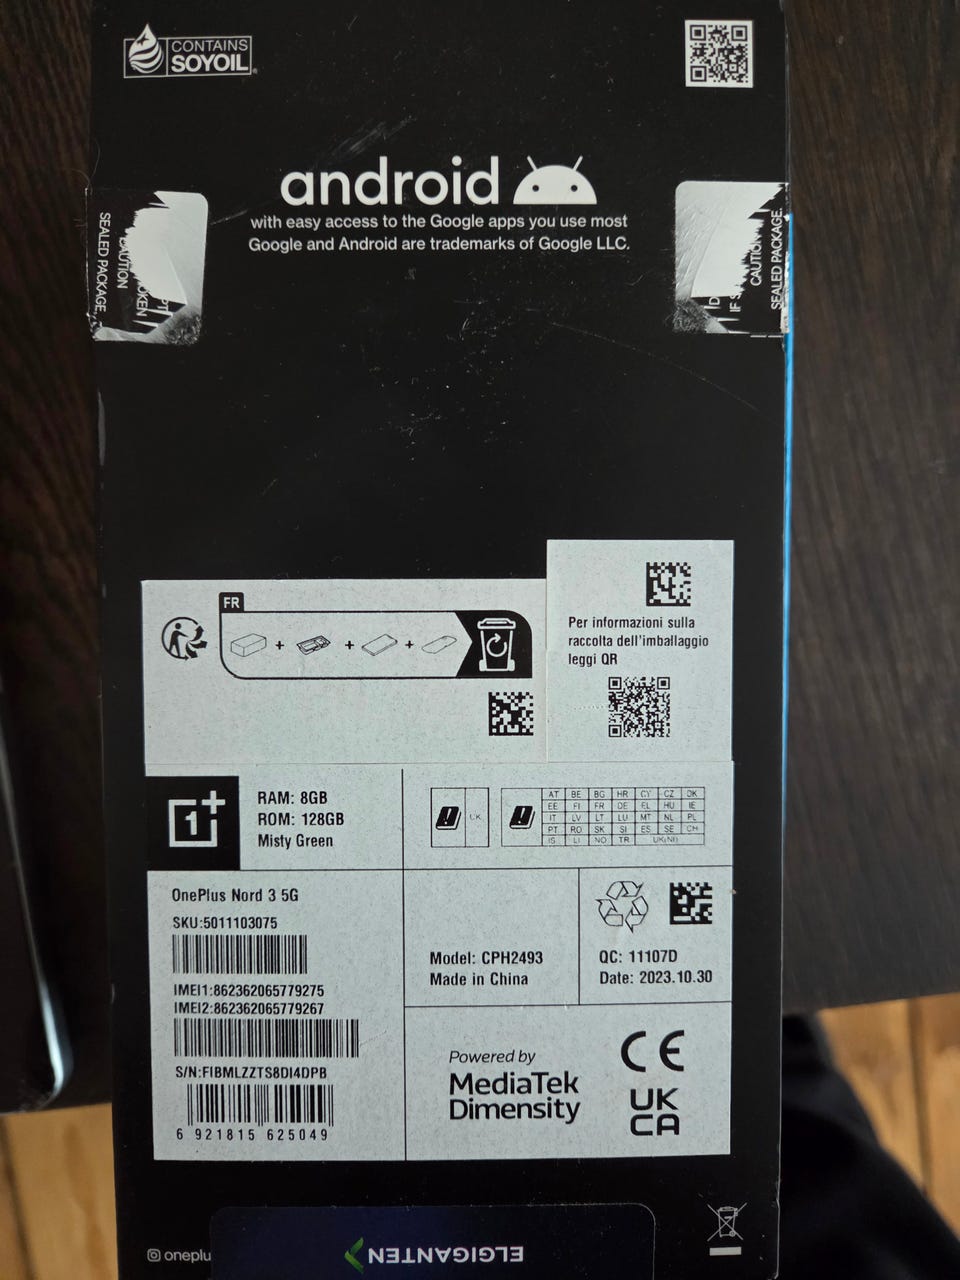 CONTAINS
SOYOIL
android
with easy access to the Google apps you use most
Google and Android are trademarks of Google LLC.
SEALED PACKAGE.
CAUTION
CAUTION
SEALED PACKAGE.
FR
+ + +
Per informazioni sulla
raccolta dell'imballaggio
leggi QR
1+
RAM: 8GB
ROM: 128GB
Misty Green
UK
AT BE BG HR CY CZ DK
EE FI FR DE EL HU IE
IT LV LT LU MT NL PL
PT RO SK SI ES SE CH
IS LI NO TR UK(NI)
OnePlus Nord 3 5G
SKU:5011103075
IMEI1:862362065779275
IMEI2:862362065779267
S/N:FIBMLZZTS8DI4DPB
6 921815 625049
Model: CPH2493
Made in China
QC: 11107D
Date: 2023.10.30
Powered by
MediaTek
Dimensity
CE
UK
CA
oneplu
ELGIGANTEN